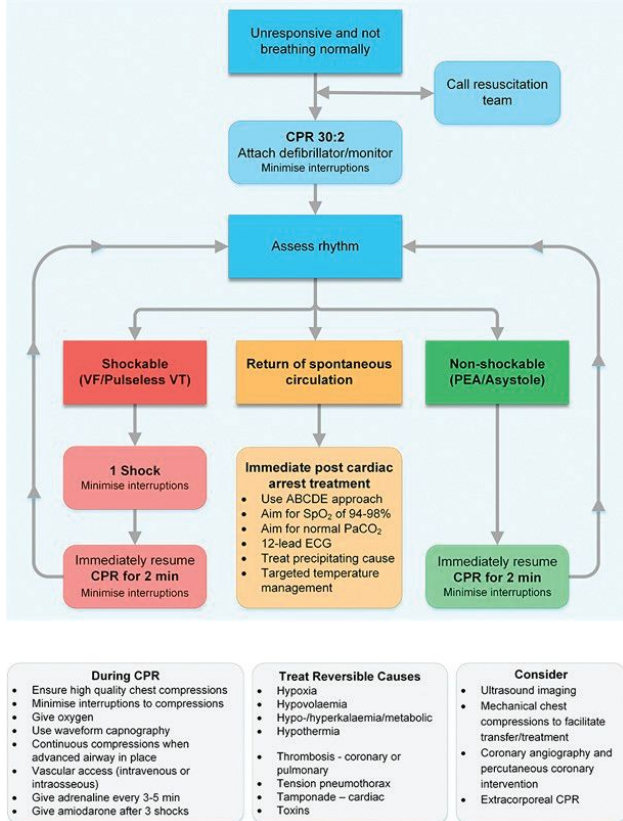 Unresponsive and not
breathing normally
Call resuscitation
team
CPR 30:2
Attach defibrillator/monitor
Minimise interruptions
Assess rhythm
Shockable
(VF/Pulseless VT)
Return of spontaneous
circulation
Non-shockable
(PEA/Asystole)
1 Shock
Minimise interruptions
Immediately resume
CPR for 2 min
Minimise interruptions
Immediate post cardiac
arrest treatment
• Use ABCDE approach
• Aim for SpO₂ of 94-98%
• Aim for normal PaCO₂
• 12-lead ECG
• Treat precipitating cause
• Targeted temperature
management
Immediately resume
CPR for 2 min
Minimise interruptions
During CPR
• Ensure high quality chest compressions
• Minimise interruptions to compressions
• Give oxygen
• Use waveform capnography
• Continuous compressions when
advanced airway in place
• Vascular access (intravenous or
intraosseous)
• Give adrenaline every 3-5 min
• Give amiodarone after 3 shocks
Treat Reversible Causes
• Hypoxia
• Hypovolaemia
• Hypo-/hyperkalaemia/metabolic
• Hypothermia
• Thrombosis - coronary or
pulmonary
• Tension pneumothorax
• Tamponade – cardiac
• Toxins
Consider
• Ultrasound imaging
• Mechanical chest
compressions to facilitate
transfer/treatment
• Coronary angiography and
percutaneous coronary
intervention
• Extracorporeal CPR